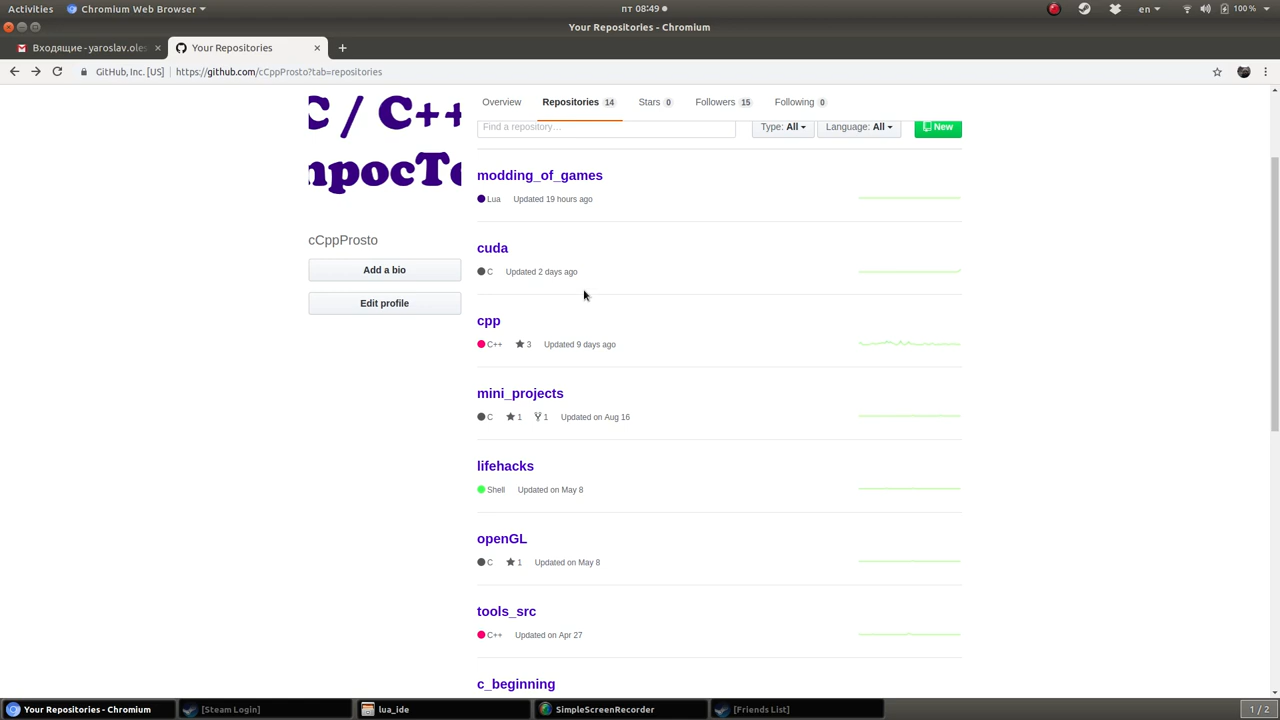 Activities
Chromium Web Browser
пт 08:49
en
100 %
Your Repositories - Chromium
Входящие - yaroslav.oles
Your Repositories
GitHub, Inc. [US]
https://github.com/cCppProsto?tab=repositories
C / C++
cCppProsto
Add a bio
Edit profile
Overview
Repositories 14
Stars 0
Followers 15
Following 0
Find a repository…
Type: All
Language: All
New
modding_of_games
Lua Updated 19 hours ago
cuda
C Updated 2 days ago
cpp
C++ 3 Updated 9 days ago
mini_projects
C 1 1 Updated on Aug 16
lifehacks
Shell Updated on May 8
openGL
C 1 Updated on May 8
tools_src
C++ Updated on Apr 27
c_beginning
Your Repositories - Chromium
[Steam Login]
lua_ide
SimpleScreenRecorder
[Friends List]
1 / 2